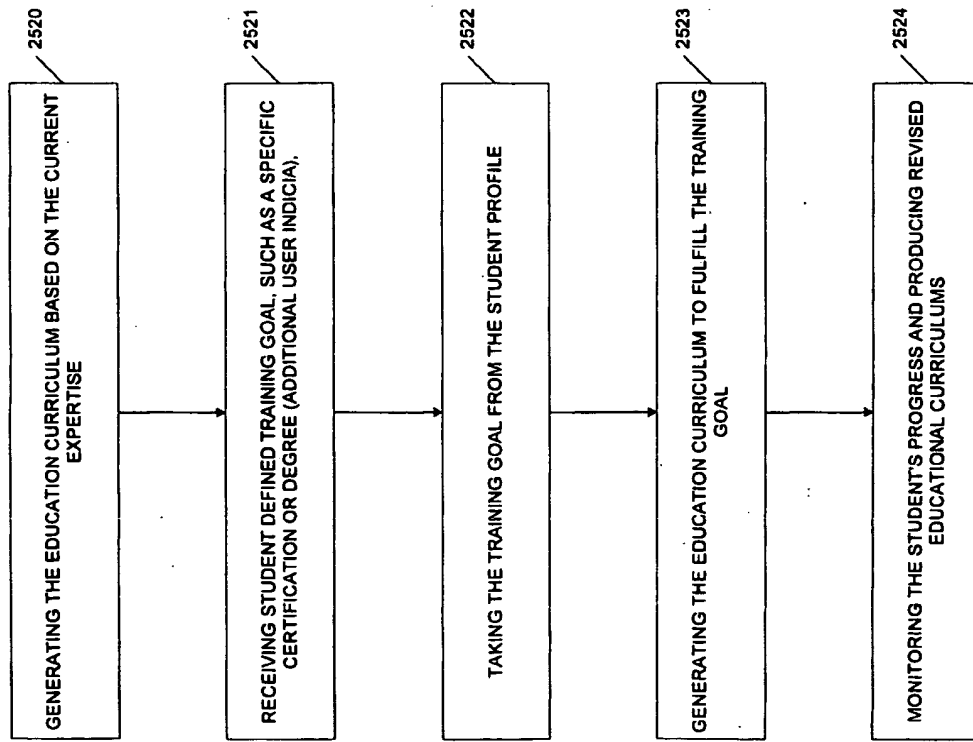 2520
GENERATING THE EDUCATION CURRICULUM BASED ON THE CURRENT
EXPERTISE
2521
RECEIVING STUDENT DEFINED TRAINING GOAL, SUCH AS A SPECIFIC
CERTIFICATION OR DEGREE (ADDITIONAL USER INDICIA),
2522
TAKING THE TRAINING GOAL FROM THE STUDENT PROFILE
2523
GENERATING THE EDUCATION CURRICULUM TO FULFILL THE TRAINING
GOAL
2524
MONITORING THE STUDENT'S PROGRESS AND PRODUCING REVISED
EDUCATIONAL CURRICULUMS